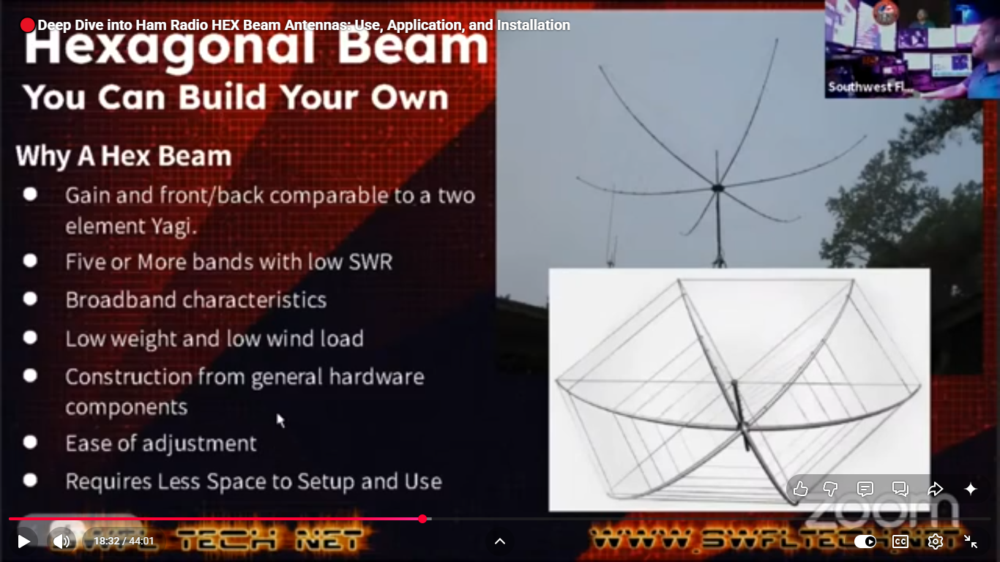 Deep Dive into Ham Radio HEX Beam Antennas: Use, Application, and Installation
Hexagonal Beam
You Can Build Your Own
Southwest Fl...
Why A Hex Beam
Gain and front/back comparable to a two
element Yagi.
Five or More bands with low SWR
Broadband characteristics
Low weight and low wind load
Construction from general hardware
components
Ease of adjustment
Requires Less Space to Setup and Use
zoom
TECH NET
WWW.SWFLTECH.NET
18:32 / 44:01
CC